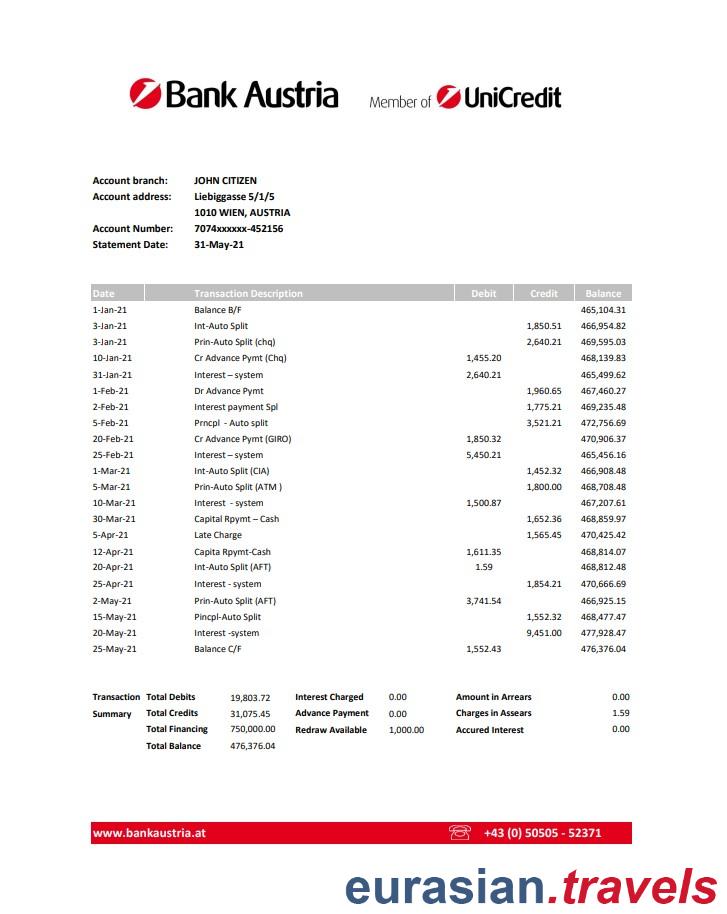 Bank Austria Member of UniCredit
Account branch: JOHN CITIZEN
Account address: Liebiggasse 5/1/5
1010 WIEN, AUSTRIA
Account Number: 7074xxxxxx-452156
Statement Date: 31-May-21
Date Transaction Description Debit Credit Balance
1-Jan-21 Balance B/F 465,104.31
3-Jan-21 Int-Auto Split 1,850.51 466,954.82
3-Jan-21 Prin-Auto Split (chq) 2,640.21 469,595.03
10-Jan-21 Cr Advance Pymt (Chq) 1,455.20 468,139.83
31-Jan-21 Interest – system 2,640.21 465,499.62
1-Feb-21 Dr Advance Pymt 1,960.65 467,460.27
2-Feb-21 Interest payment Spl 1,775.21 469,235.48
5-Feb-21 Prncpl - Auto split 3,521.21 472,756.69
20-Feb-21 Cr Advance Pymt (GIRO) 1,850.32 470,906.37
25-Feb-21 Interest – system 5,450.21 465,456.16
1-Mar-21 Int-Auto Split (CIA) 1,452.32 466,908.48
5-Mar-21 Prin-Auto Split (ATM ) 1,800.00 468,708.48
10-Mar-21 Interest - system 1,500.87 467,207.61
30-Mar-21 Capital Rpymt – Cash 1,652.36 468,859.97
5-Apr-21 Late Charge 1,565.45 470,425.42
12-Apr-21 Capita Rpymt-Cash 1,611.35 468,814.07
20-Apr-21 Int-Auto Split (AFT) 1.59 468,812.48
25-Apr-21 Interest - system 1,854.21 470,666.69
2-May-21 Prin-Auto Split (AFT) 3,741.54 466,925.15
15-May-21 Pincpl-Auto Split 1,552.32 468,477.47
20-May-21 Interest -system 9,451.00 477,928.47
25-May-21 Balance C/F 1,552.43 476,376.04
Transaction Total Debits 19,803.72 Interest Charged 0.00 Amount in Arrears 0.00
Summary Total Credits 31,075.45 Advance Payment 0.00 Charges in Assears 1.59
Total Financing 750,000.00 Redraw Available 1,000.00 Accured Interest 0.00
Total Balance 476,376.04
www.bankaustria.at +43 (0) 50505 - 52371
eurasian.travels